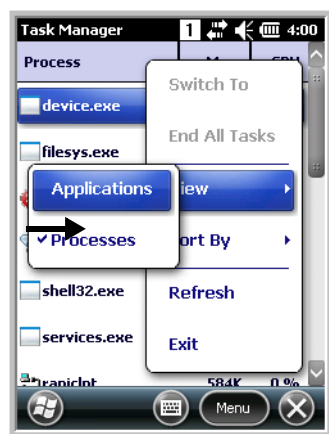 Task Manager 1 4:00
Process
device.exe
filesys.exe
shell32.exe
services.exe
584K 0 %
Switch To
End All Tasks
iew
ort By
Refresh
Exit
Applications
Processes
Menu